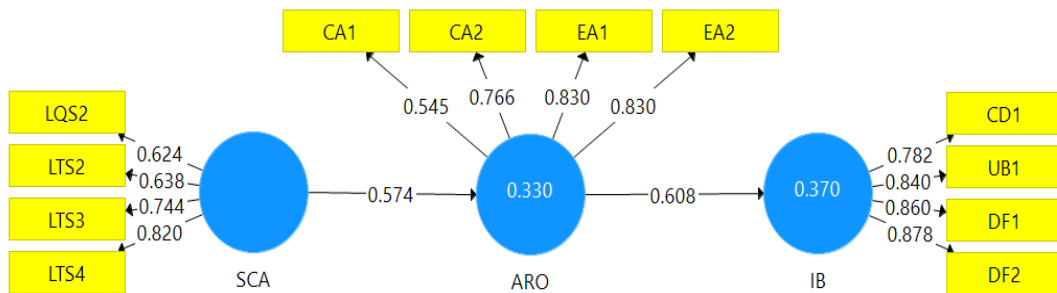 CA1
CA2
EA1
EA2
0.545
0.766
0.830
0.830
LQS2
LTS2
LTS3
LTS4
0.624
0.638
0.744
0.820
SCA
0.574
0.330
ARO
0.608
0.370
IB
0.782
0.840
0.860
0.878
CD1
UB1
DF1
DF2